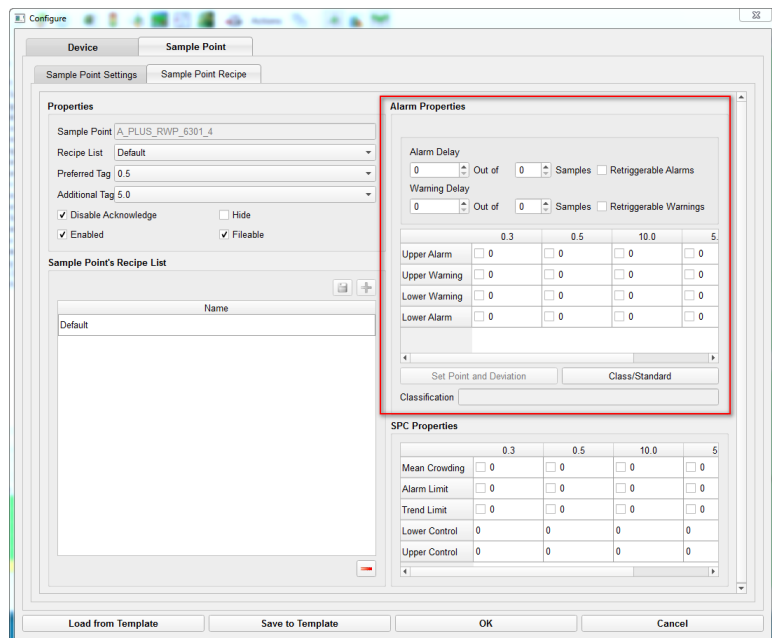 Configure
Device Sample Point
Sample Point Settings Sample Point Recipe
Properties
Sample Point A_PLUS_RWP_6301_4
Recipe List Default
Preferred Tag 0.5
Additional Tag 5.0
Disable Acknowledge Hide
Enabled Fileable
Sample Point's Recipe List
Name
Default
Alarm Properties
Alarm Delay
0 Out of 0 Samples Retriggerable Alarms
Warning Delay
0 Out of 0 Samples Retriggerable Warnings
0.3 0.5 10.0 5.
Upper Alarm 0 0 0 0
Upper Warning 0 0 0 0
Lower Warning 0 0 0 0
Lower Alarm 0 0 0 0
Set Point and Deviation Class/Standard
Classification
SPC Properties
0.3 0.5 10.0 5
Mean Crowding 0 0 0 0
Alarm Limit 0 0 0 0
Trend Limit 0 0 0 0
Lower Control 0 0 0 0
Upper Control 0 0 0 0
Load from Template Save to Template OK Cancel